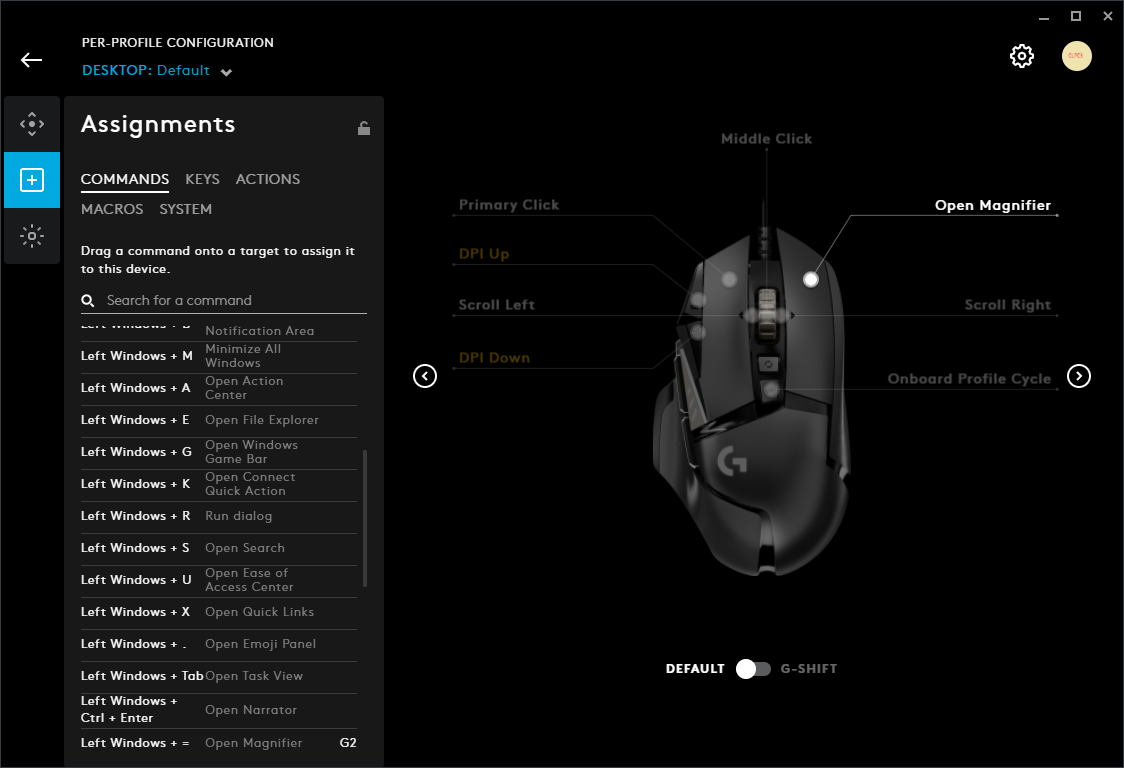 PER-PROFILE CONFIGURATION
DESKTOP: Default
Assignments
COMMANDS KEYS ACTIONS
MACROS SYSTEM
Drag a command onto a target to assign it
to this device.
Search for a command
Left Windows + B Notification Area
Left Windows + M Minimize All
Windows
Left Windows + A Open Action
Center
Left Windows + E Open File Explorer
Left Windows + G Open Windows
Game Bar
Left Windows + K Open Connect
Quick Action
Left Windows + R Run dialog
Left Windows + S Open Search
Left Windows + U Open Ease of
Access Center
Left Windows + X Open Quick Links
Left Windows + . Open Emoji Panel
Left Windows + Tab Open Task View
Left Windows +
Ctrl + Enter Open Narrator
Left Windows + = Open Magnifier G2
Middle Click
Primary Click
Open Magnifier
DPI Up
Scroll Left
Scroll Right
DPI Down
Onboard Profile Cycle
DEFAULT G-SHIFT